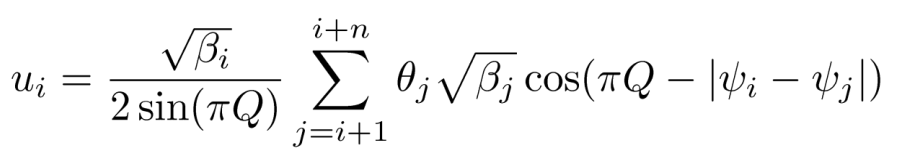 u_i = \frac{\sqrt{\beta_i}}{2\sin(\pi Q)} \sum_{j=i+1}^{i+n} \theta_j \sqrt{\beta_j} \cos(\pi Q - |\psi_i - \psi_j|)